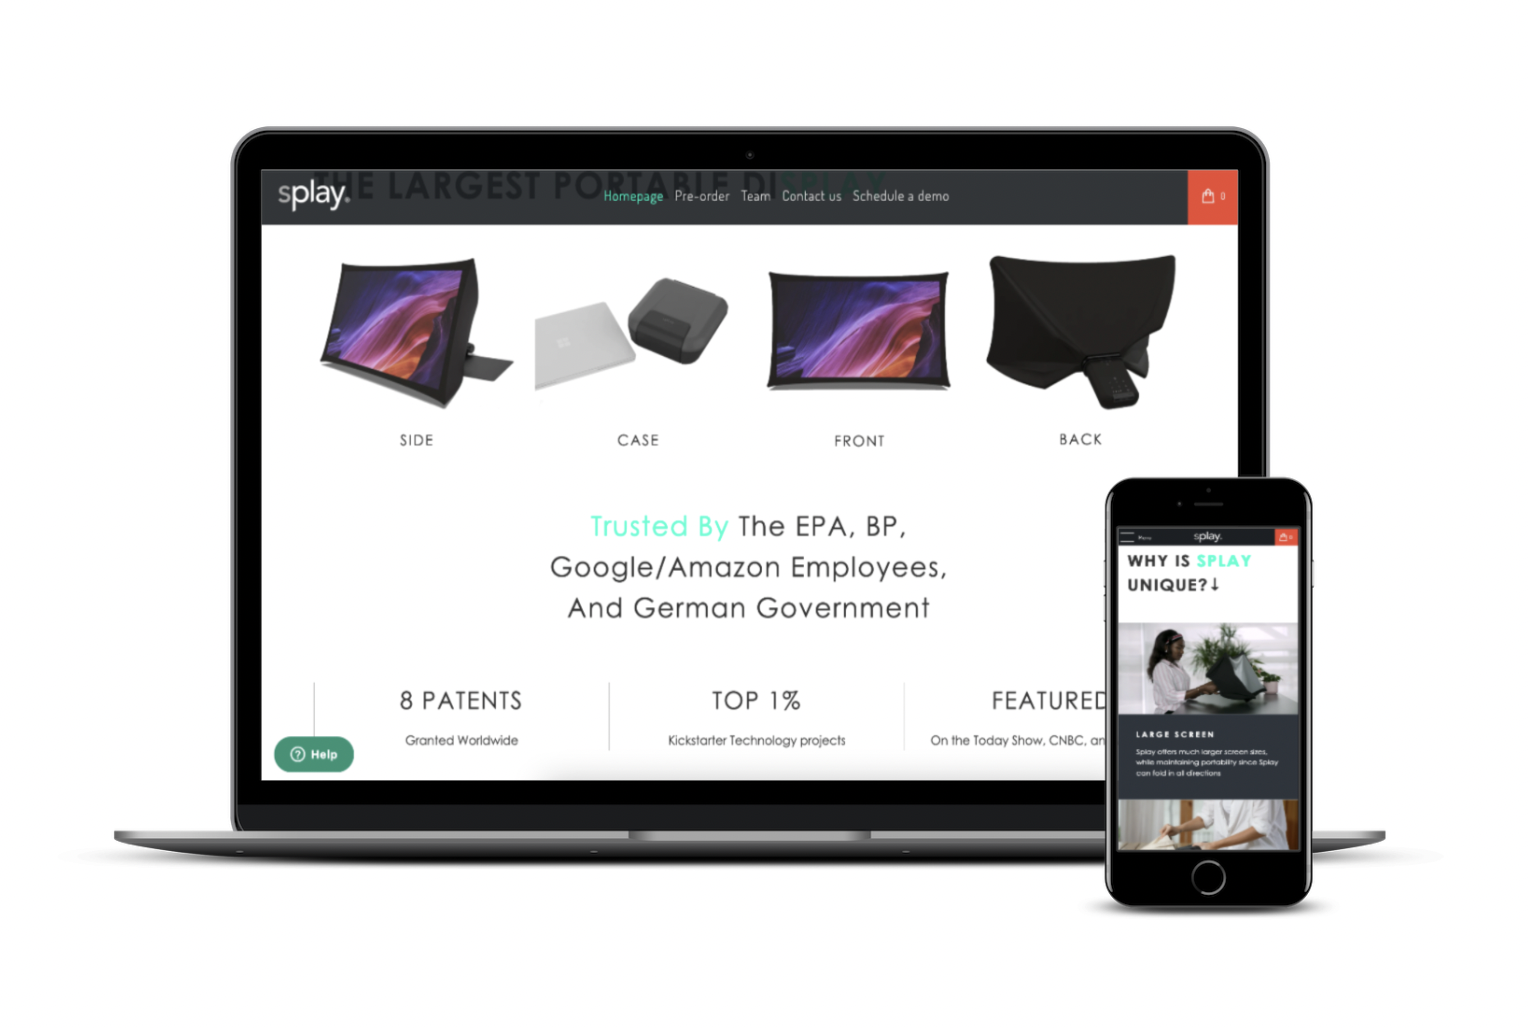 THE LARGEST PORTABLE DISPLAY
splay.
Homepage Pre-order Team Contact us Schedule a demo
0
SIDE
CASE
FRONT
BACK
Trusted By The EPA, BP,
Google/Amazon Employees,
And German Government
8 PATENTS
Granted Worldwide
TOP 1%
Kickstarter Technology projects
FEATURED
On the Today Show, CNBC, an
? Help
Menu
splay.
0
WHY IS SPLAY
UNIQUE?↓
LARGE SCREEN
Splay offers much larger screen sizes,
while maintaining portability since Splay
can fold in all directions